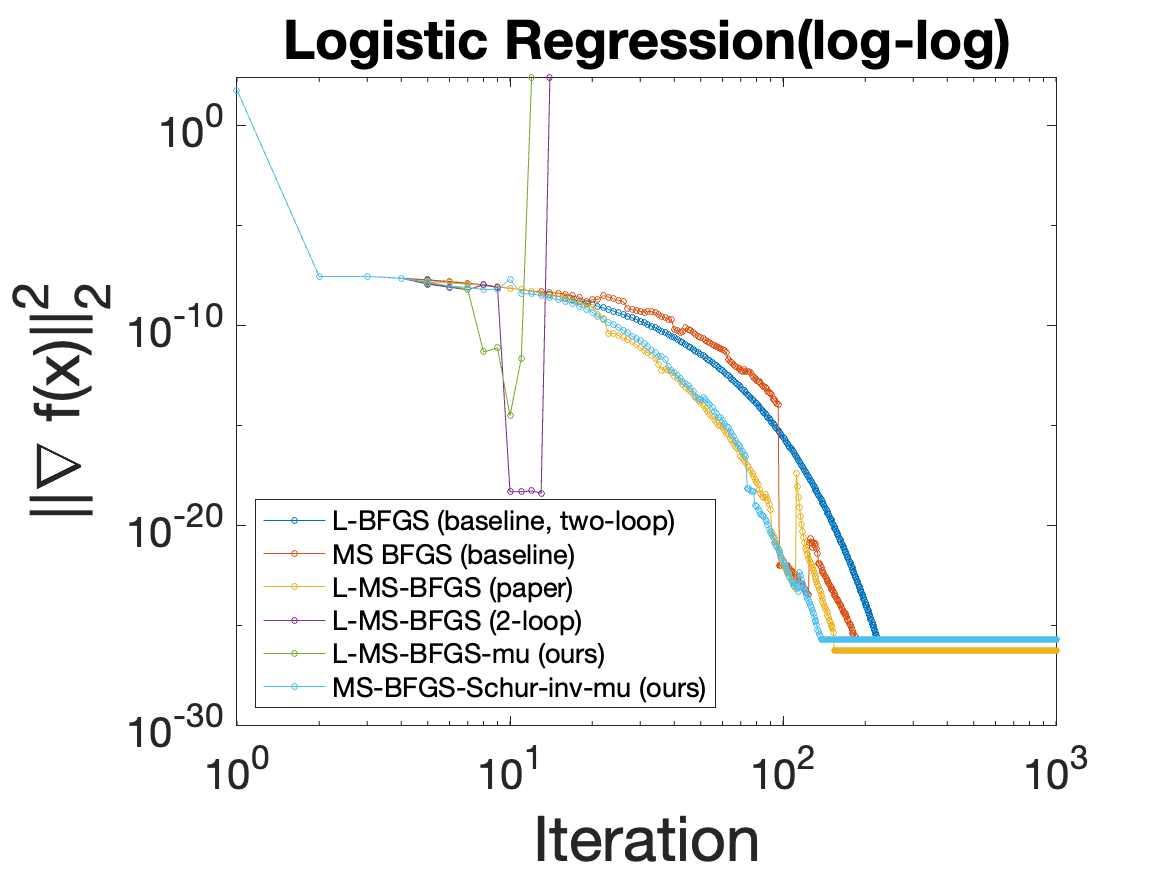 Logistic Regression(log-log)
||∇ f(x)||₂²
10⁰
10⁻¹⁰
10⁻²⁰
10⁻³⁰
L-BFGS (baseline, two-loop)
MS BFGS (baseline)
L-MS-BFGS (paper)
L-MS-BFGS (2-loop)
L-MS-BFGS-mu (ours)
MS-BFGS-Schur-inv-mu (ours)
10⁰ 10¹ 10² 10³
Iteration